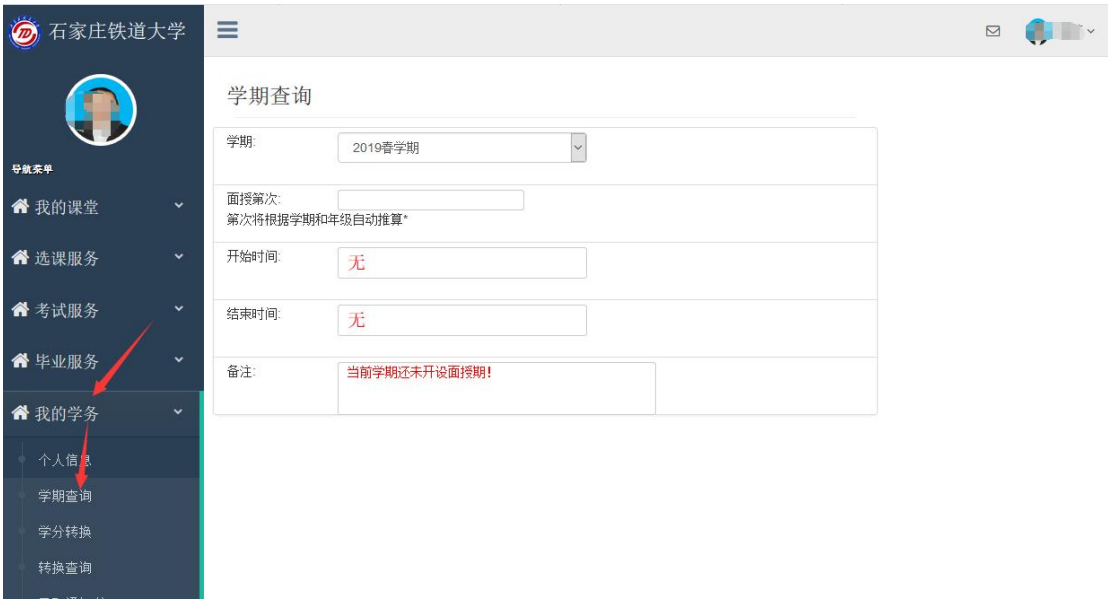 石家庄铁道大学
导航菜单
我的课堂
选课服务
考试服务
毕业服务
我的学务
个人信息
学期查询
学分转换
转换查询
学期查询
学期:
2019春学期
面授第次:
第次将根据学期和年级自动推算*
开始时间:
无
结束时间:
无
备注:
当前学期还未开设面授期!